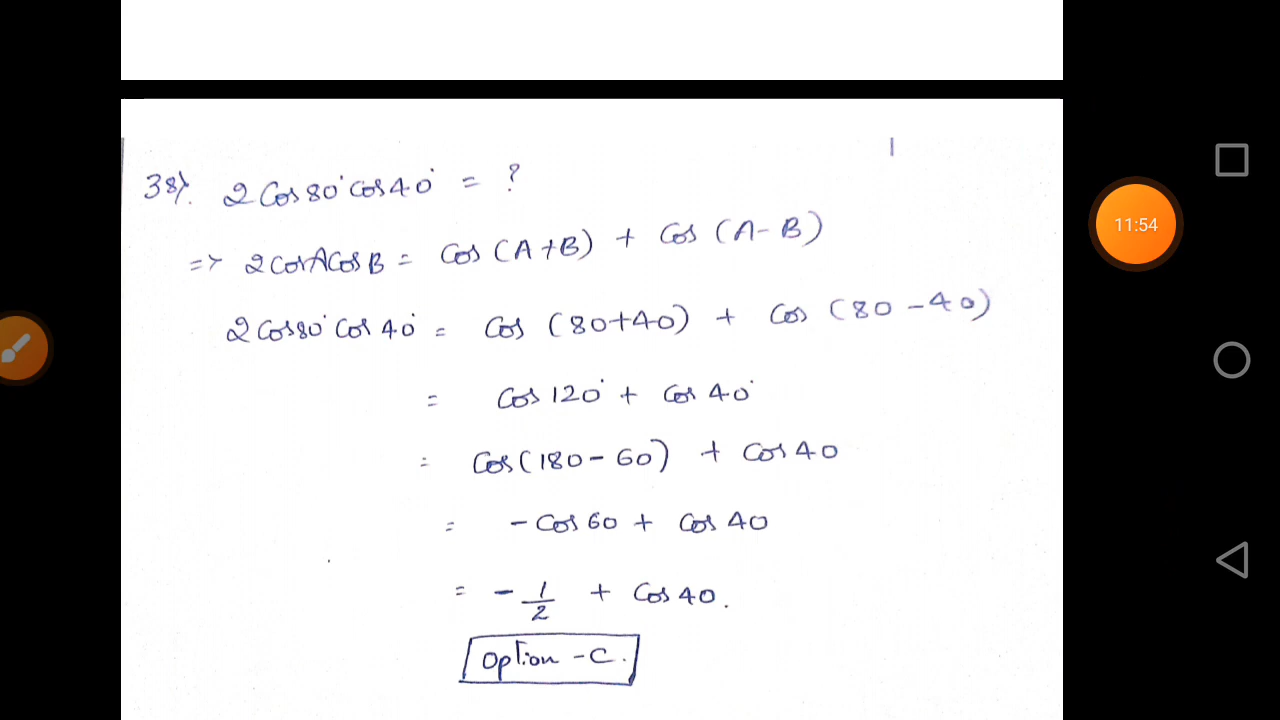 38). 2 Cos 80° Cos 40° = ?
=> 2 Cos A Cos B = Cos (A+B) + Cos (A-B)
2 Cos 80° Cos 40° = Cos (80+40) + Cos (80-40)
= Cos 120° + Cos 40°
= Cos (180-60) + Cos 40
= - Cos 60 + Cos 40
= - 1/2 + Cos 40.
Option - C.
11:54